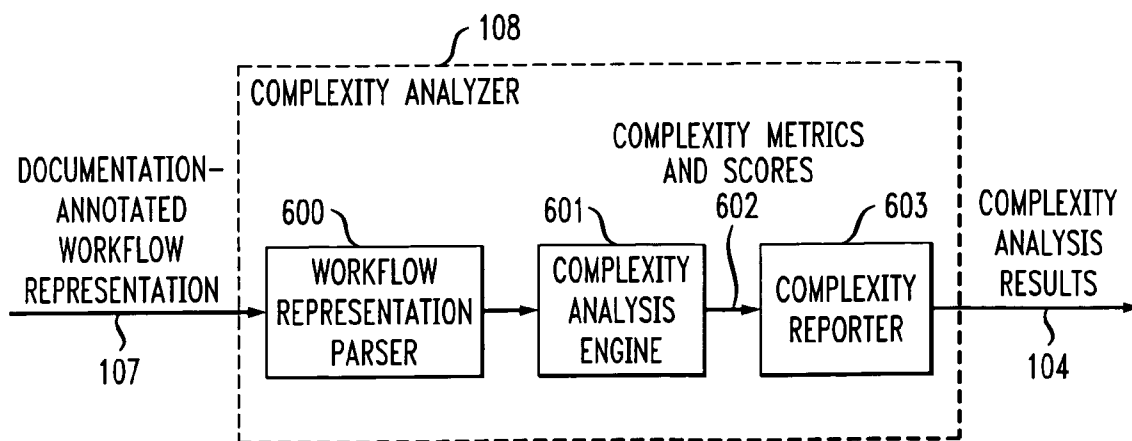 108
COMPLEXITY ANALYZER
DOCUMENTATION-
ANNOTATED
WORKFLOW
REPRESENTATION
107
600
WORKFLOW
REPRESENTATION
PARSER
601
COMPLEXITY
ANALYSIS
ENGINE
COMPLEXITY METRICS
AND SCORES
602
603
COMPLEXITY
REPORTER
COMPLEXITY
ANALYSIS
RESULTS
104